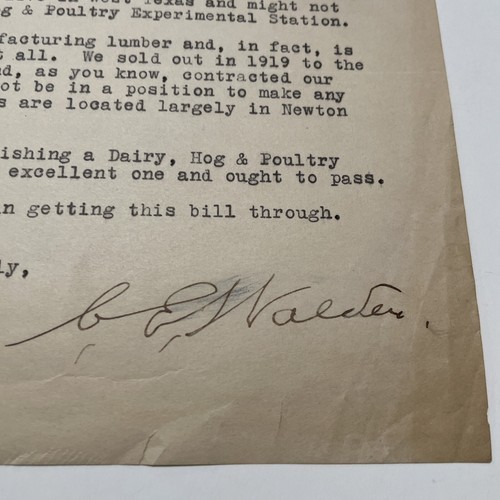 west Texas and might not
g & Poultry Experimental Station.
facturing lumber and, in fact, is
t all. We sold out in 1919 to the
d, as you know, contracted our
ot be in a position to make any
s are located largely in Newton
ishing a Dairy, Hog & Poultry
excellent one and ought to pass.
n getting this bill through.
ly,
C. E. Walden.